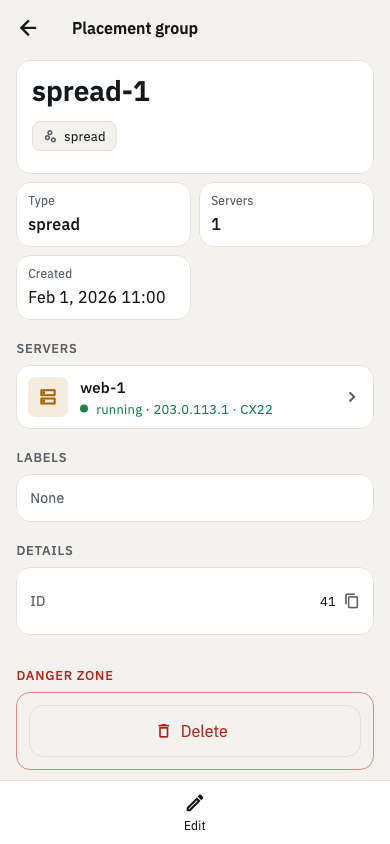 Placement group
spread-1
spread
Type
spread
Servers
1
Created
Feb 1, 2026 11:00
SERVERS
web-1
running · 203.0.113.1 · CX22
LABELS
None
DETAILS
ID
41
DANGER ZONE
Delete
Edit